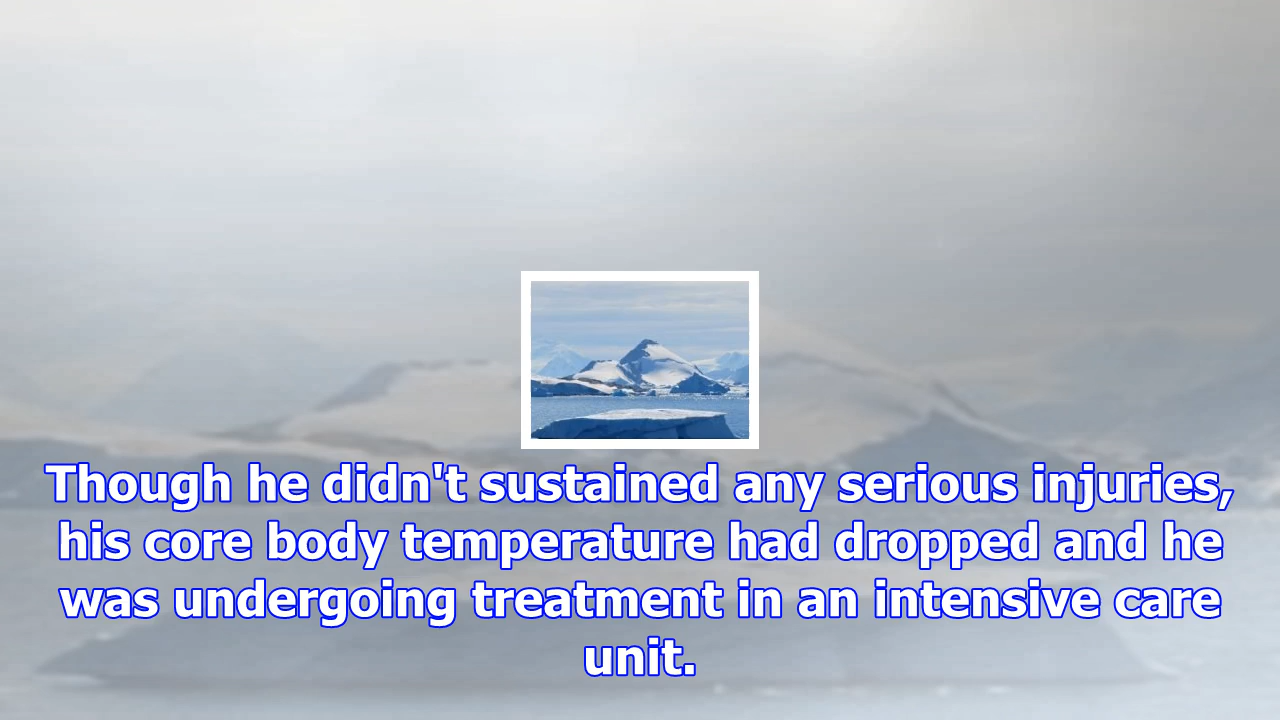 Though he didn't sustained any serious injuries,
his core body temperature had dropped and he
was undergoing treatment in an intensive care
unit.